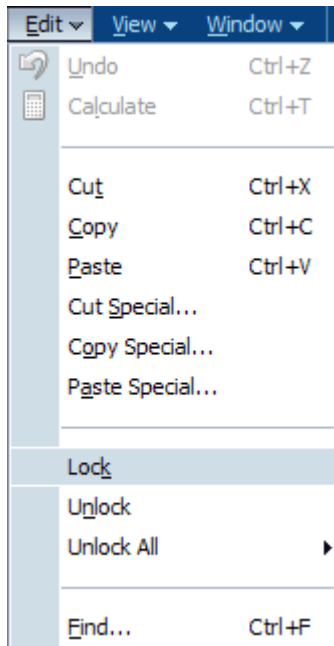 Edit View Window
Undo Ctrl+Z
Calculate Ctrl+T
Cut Ctrl+X
Copy Ctrl+C
Paste Ctrl+V
Cut Special...
Copy Special...
Paste Special...
Lock
Unlock
Unlock All
Find... Ctrl+F